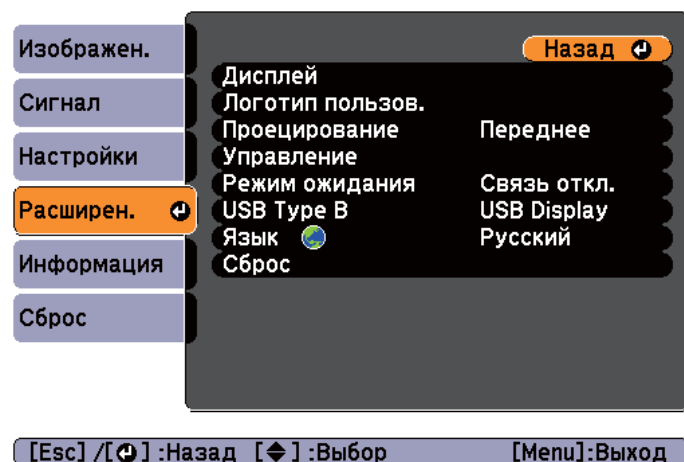 Изображен.
Сигнал
Настройки
Расширен.
Информация
Сброс
Назад
Дисплей
Логотип пользов.
Проецирование Переднее
Управление
Режим ожидания Связь откл.
USB Type B USB Display
Язык Русский
Сброс
[Esc] /[ ] :Назад [ ] :Выбор [Menu]:Выход